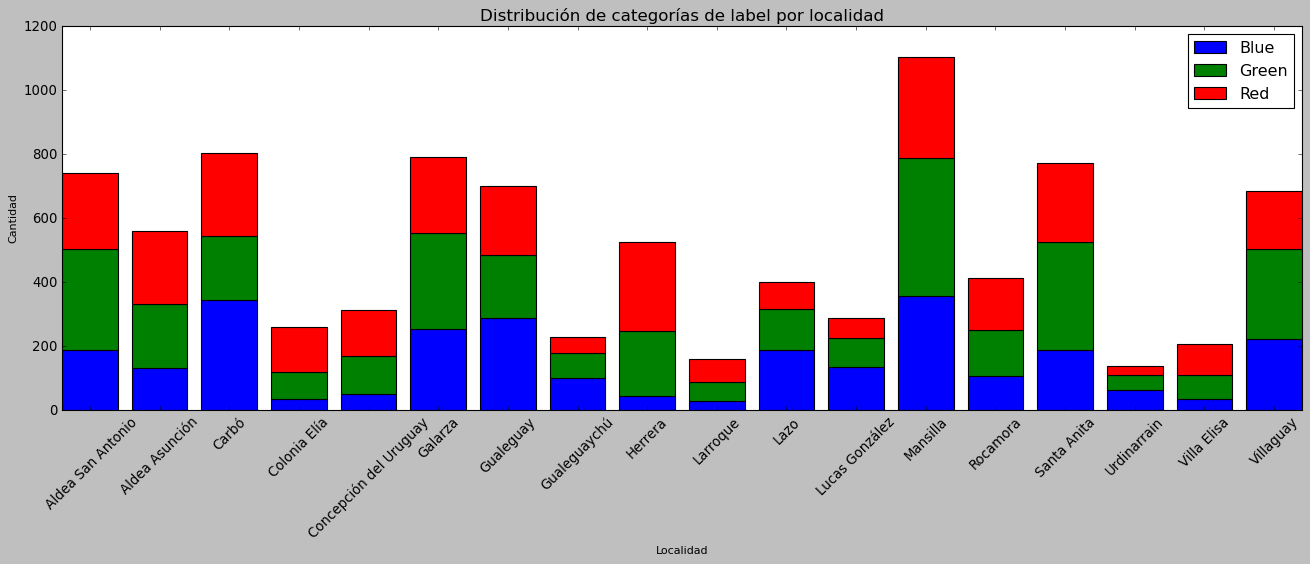 Distribución de categorías de label por localidad
1200
1000
800
600
400
200
0
Cantidad
Blue
Green
Red
Aldea San Antonio
Aldea Asunción
Carbó
Colonia Elía
Concepción del Uruguay
Galarza
Gualeguay
Gualeguaychú
Herrera
Larroque
Lazo
Lucas González
Mansilla
Rocamora
Santa Anita
Urdinarrain
Villa Elisa
Villaguay
Localidad